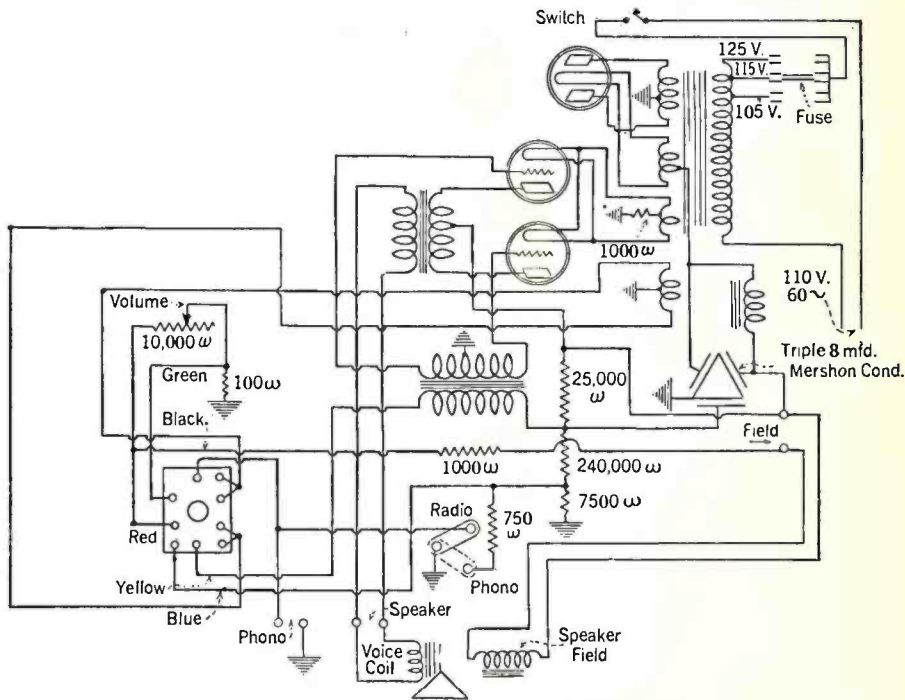 Switch
125 V.
115 V.
105 V.
Fuse
1000 ω
110 V.
60 ~
Volume
10,000 ω
Triple 8 mfd.
Mershon Cond.
Green
100 ω
25,000
ω
Black
Field
1000 ω
240,000 ω
7500 ω
Radio
750
ω
Red
Phono
Yellow
Blue
Phono
Speaker
Voice
Coil
Speaker
Field